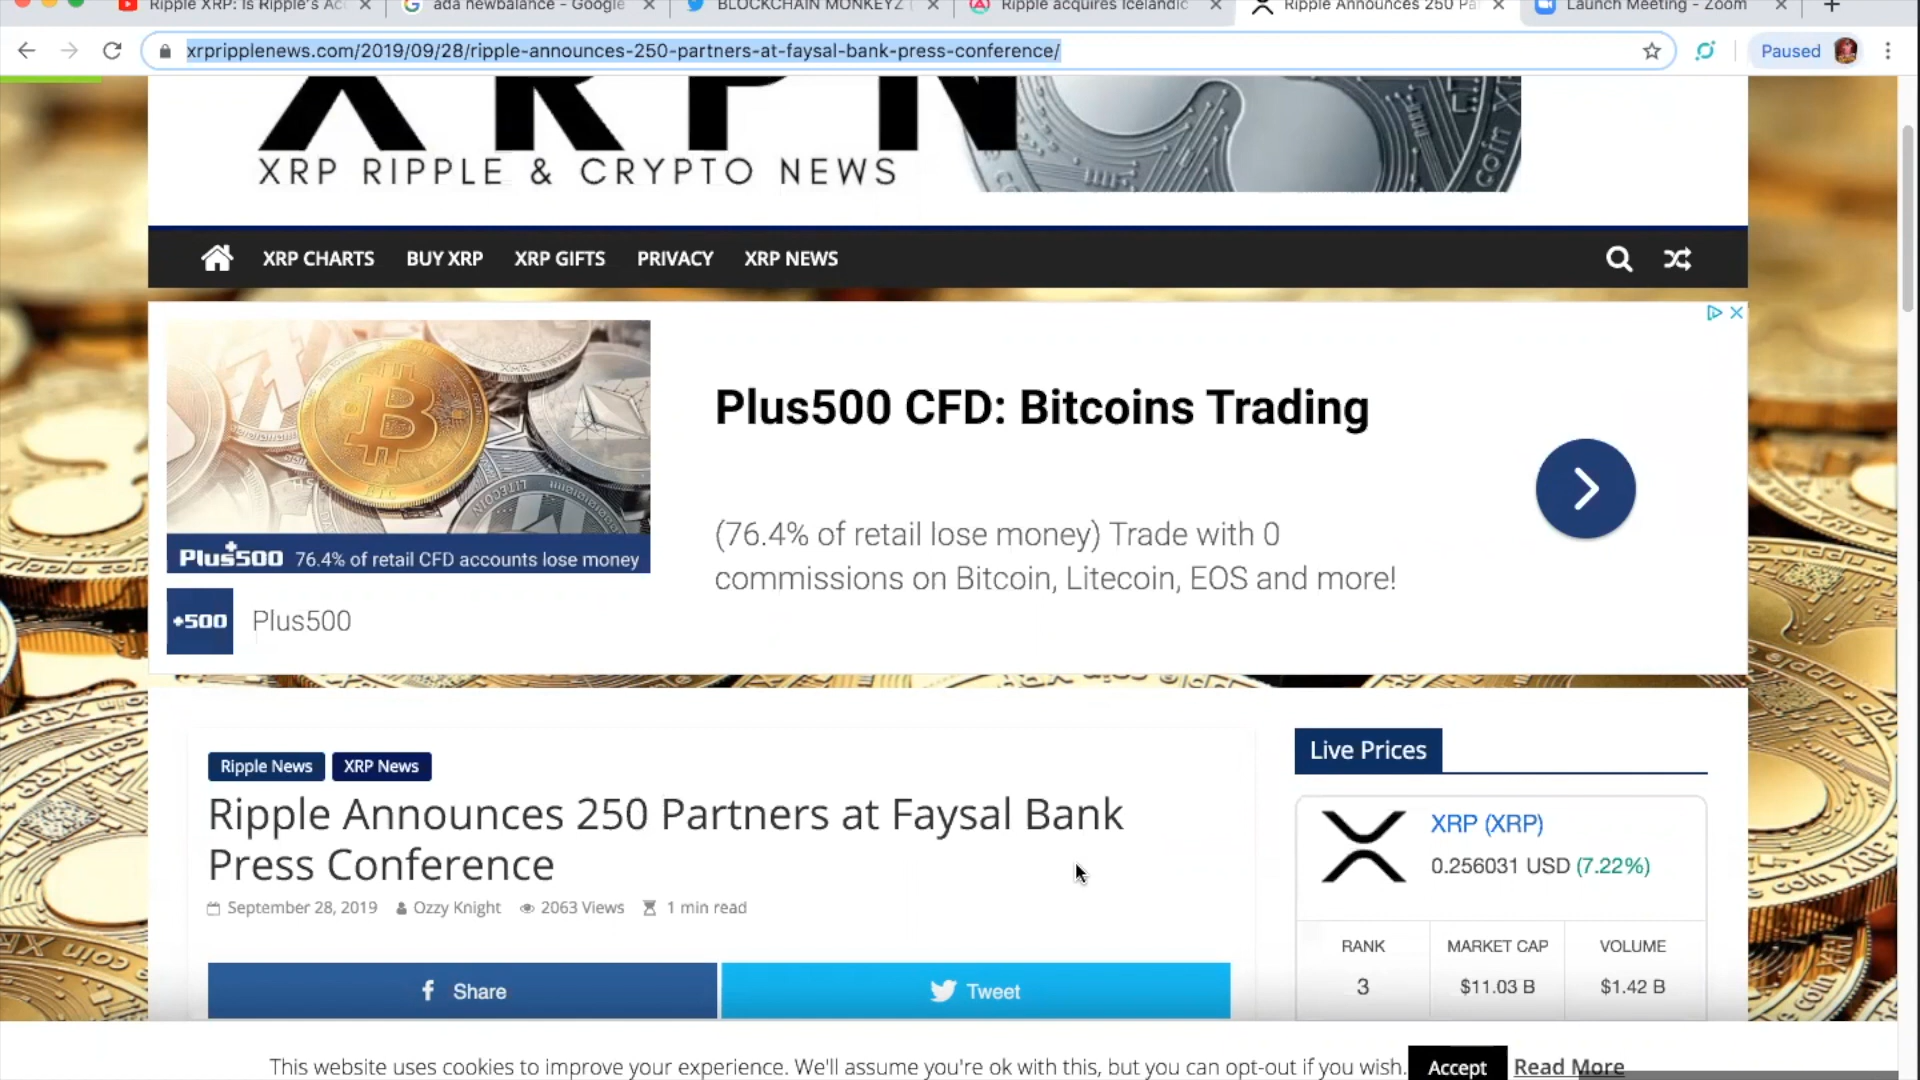 Ripple XRP: Is Ripple's Ac
ada newbalance - Google
BLOCKCHAIN MONKEYZ
Ripple acquires Icelandic
Ripple Announces 250 Pa
Launch Meeting - Zoom
xrpripplenews.com/2019/09/28/ripple-announces-250-partners-at-faysal-bank-press-conference/
Paused
XRPN
XRP RIPPLE & CRYPTO NEWS
coin
XRP CHARTS
BUY XRP
XRP GIFTS
PRIVACY
XRP NEWS
Plus500 CFD: Bitcoins Trading
(76.4% of retail lose money) Trade with 0
commissions on Bitcoin, Litecoin, EOS and more!
BTC
LITECOIN
Plus500 76.4% of retail CFD accounts lose money
+500 Plus500
Ripple News
XRP News
Ripple Announces 250 Partners at Faysal Bank
Press Conference
September 28, 2019 Ozzy Knight 2063 Views 1 min read
Share
Tweet
Live Prices
XRP (XRP)
0.256031 USD (7.22%)
RANK MARKET CAP VOLUME
3 $11.03 B $1.42 B
This website uses cookies to improve your experience. We'll assume you're ok with this, but you can opt-out if you wish. Accept Read More